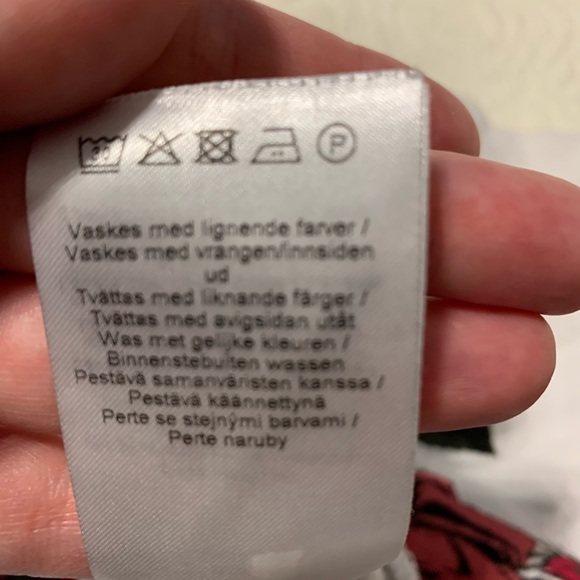 30 P
Vaskes med lignende farver /
Vaskes med vrangen/innsiden
ud
Tvättas med liknande färger /
Tvättas med avigsidan utåt
Was met gelijke kleuren /
Binnenstebuiten wassen
Pestävä samanväristen kanssa /
Pestävä käännettynä
Perte se stejnými barvami /
Perte naruby